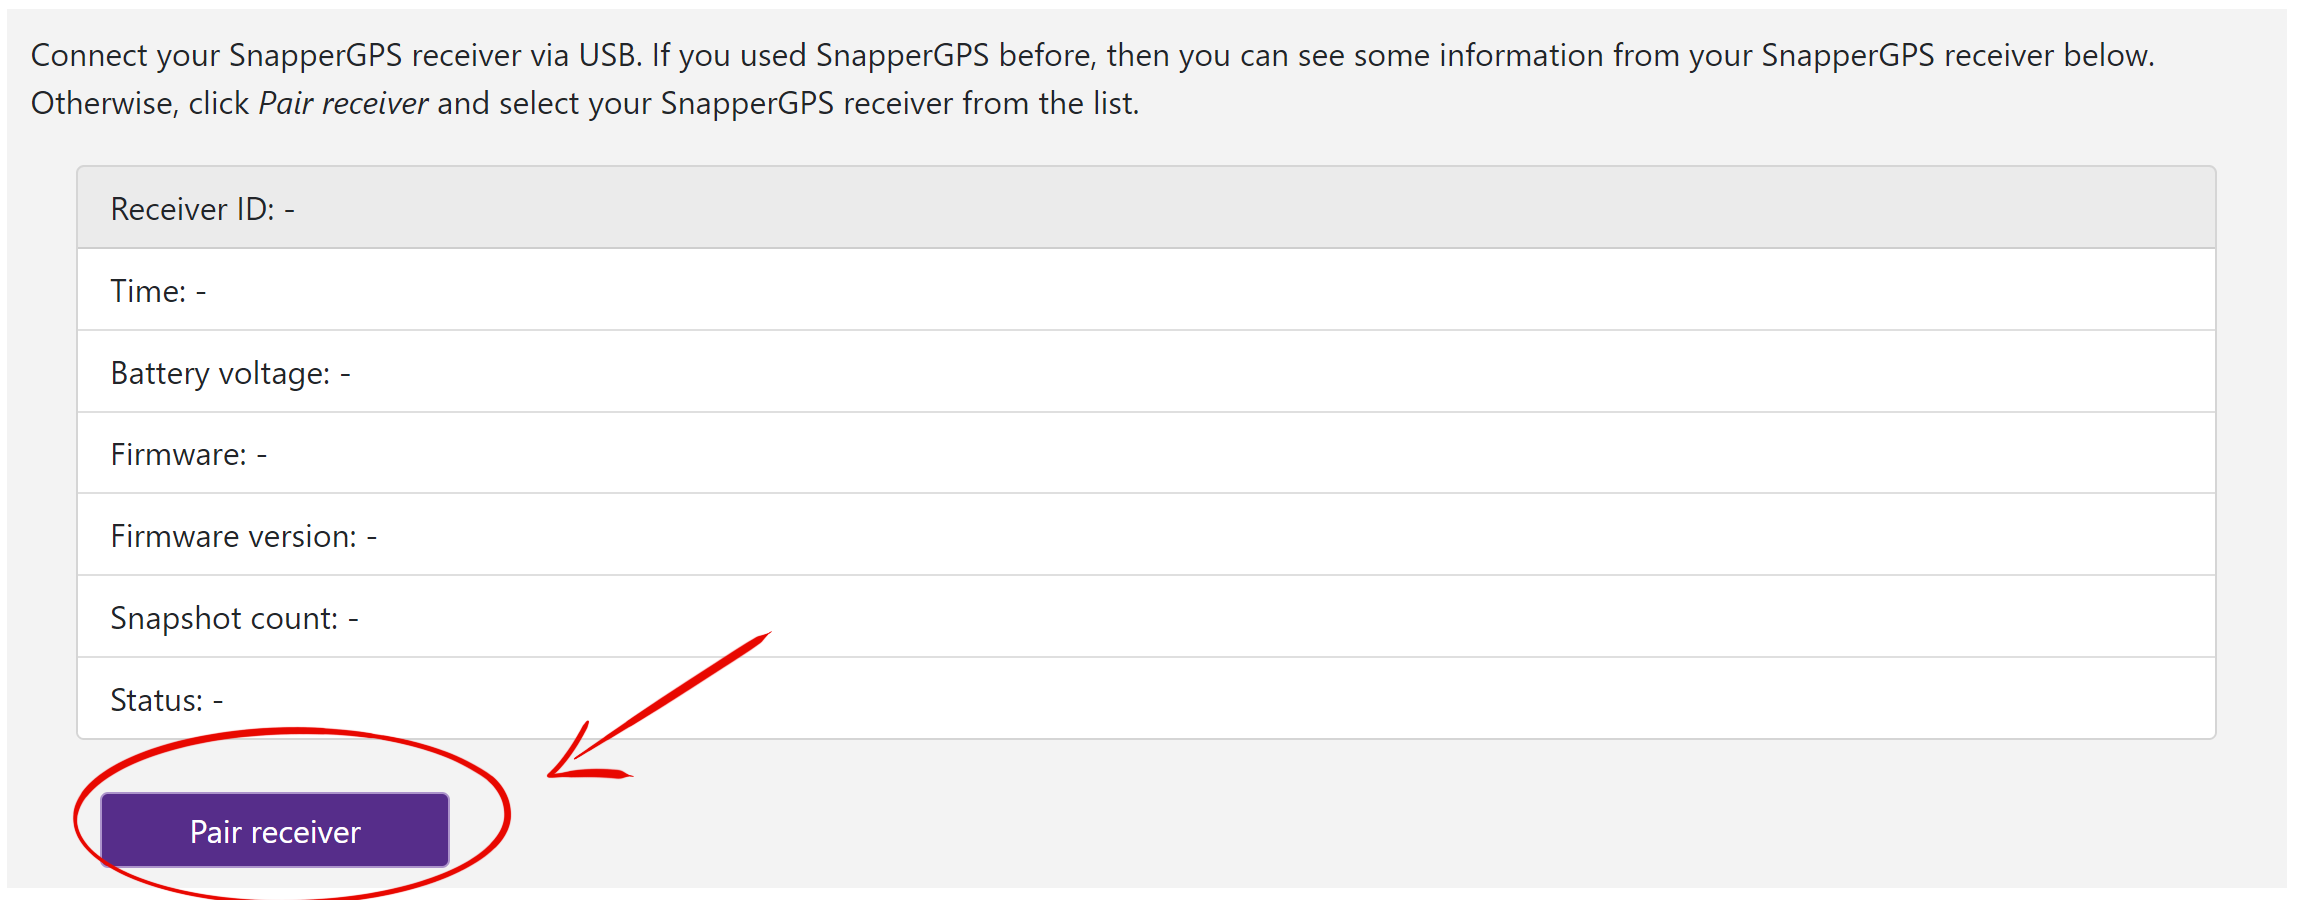 Connect your SnapperGPS receiver via USB. If you used SnapperGPS before, then you can see some information from your SnapperGPS receiver below.
Otherwise, click Pair receiver and select your SnapperGPS receiver from the list.
Receiver ID: -
Time: -
Battery voltage: -
Firmware: -
Firmware version: -
Snapshot count: -
Status: -
Pair receiver